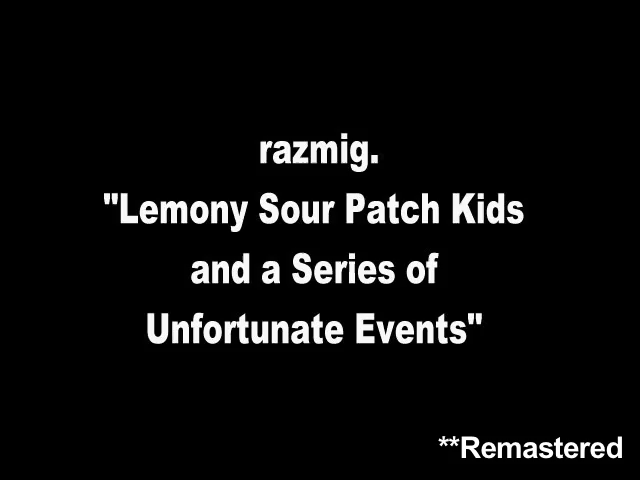 razmig.
"Lemony Sour Patch Kids
and a Series of
Unfortunate Events"
**Remastered